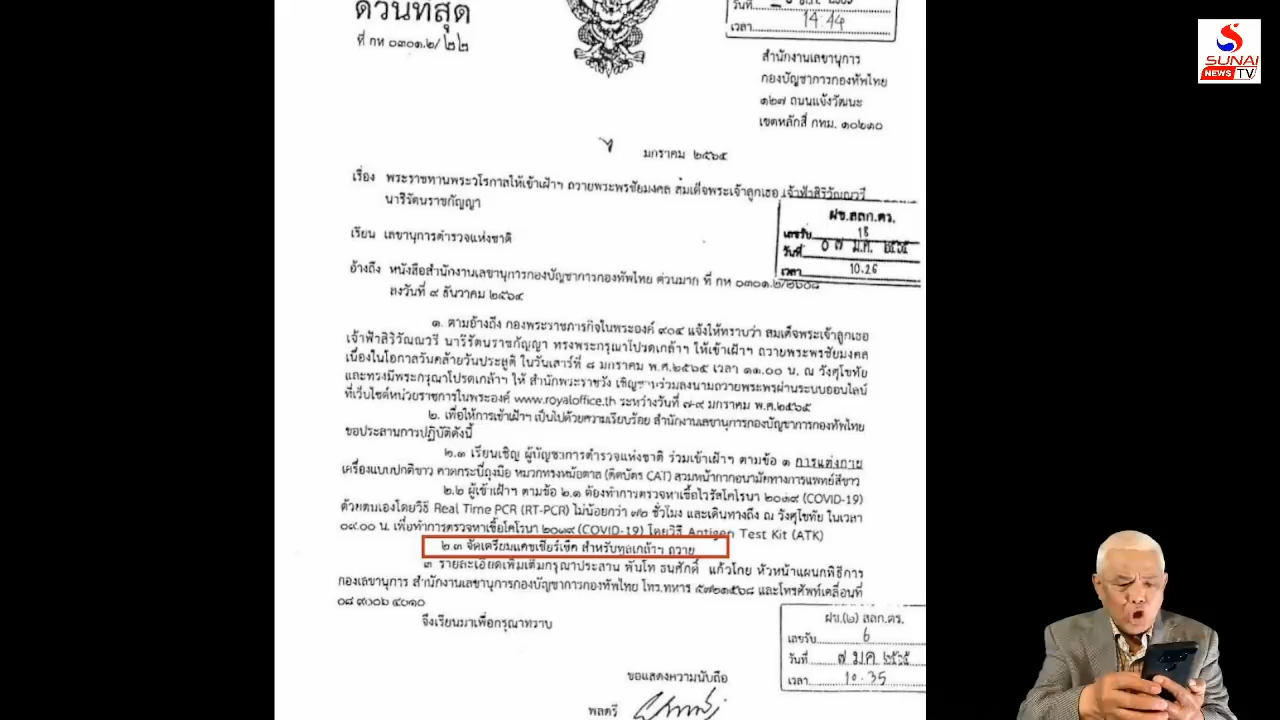 ด่วนที่สุด
ที่ กห ๐๓๐๑.๒/๒๒
วันที่
เวลา 14:44
สำนักงานเลขานุการ
กองบัญชาการกองทัพไทย
๑๒๗ ถนนแจ้งวัฒนะ
เขตหลักสี่ กทม. ๑๐๒๑๐
SUNAI
NEWS TV
มกราคม ๒๕๖๕
เรื่อง พระราชทานพระวโรกาสให้เข้าเฝ้าฯ ถวายพระพรชัยมงคล สมเด็จพระเจ้าลูกเธอ เจ้าฟ้าสิริวัณณวรี
นารีรัตนราชกัญญา
ฝช.สลก.ตร.
เลขรับ 18
วันที่ ๐๗ ม.ค. ๒๕๖๕
เวลา 10.26
เรียน เลขานุการตำรวจแห่งชาติ
อ้างถึง หนังสือสำนักงานเลขานุการกองบัญชาการกองทัพไทย ด่วนมาก ที่ กห ๐๓๐๑.๒/๒๖๐๘
ลงวันที่ ๙ ธันวาคม ๒๕๖๔
๑. ตามอ้างถึง กองพระราชภารกิจในพระองค์ ๙๐๔ แจ้งให้ทราบว่า สมเด็จพระเจ้าลูกเธอ
เจ้าฟ้าสิริวัณณวรี นารีรัตนราชกัญญา ทรงพระกรุณาโปรดเกล้าฯ ให้เข้าเฝ้าฯ ถวายพระพรชัยมงคล
เนื่องในโอกาสวันคล้ายวันประสูติ ในวันเสาร์ที่ ๘ มกราคม พ.ศ.๒๕๖๕ เวลา ๑๑.๐๐ น. ณ วังศุโขทัย
และทรงมีพระกรุณาโปรดเกล้าฯ ให้ สำนักพระราชวัง เชิญชวนร่วมลงนามถวายพระพรผ่านระบบออนไลน์
ที่เว็บไซต์หน่วยราชการในพระองค์ www.royaloffice.th ระหว่างวันที่ ๗-๙ มกราคม พ.ศ.๒๕๖๕
๒. เพื่อให้การเข้าเฝ้าฯ เป็นไปด้วยความเรียบร้อย สำนักงานเลขานุการกองบัญชาการกองทัพไทย
ขอประสานการปฏิบัติดังนี้
๒.๑ เรียนเชิญ ผู้บัญชาการตำรวจแห่งชาติ ร่วมเข้าเฝ้าฯ ตามข้อ ๑ การแต่งกาย
เครื่องแบบปกติขาว คาดกระบี่ถุงมือ หมวกทรงหม้อตาล (ติดบัตร CAT) สวมหน้ากากอนามัยทางการแพทย์สีขาว
๒.๒ ผู้เข้าเฝ้าฯ ตามข้อ ๒.๑ ต้องทำการตรวจหาเชื้อไวรัสโคโรนา ๒๐๑๙ (COVID-19)
ด้วยตนเองโดยวิธี Real Time PCR (RT-PCR) ไม่น้อยกว่า ๗๒ ชั่วโมง และเดินทางถึง ณ วังศุโขทัย ในเวลา
๐๙.๐๐ น. เพื่อทำการตรวจหาเชื้อโคโรนา ๒๐๑๙ (COVID-19) โดยวิธี Antigen Test Kit (ATK)
๒.๓ จัดเตรียมแคชเชียร์เช็ค สำหรับทูลเกล้าฯ ถวาย
๓ รายละเอียดเพิ่มเติมกรุณาประสาน พันโท ธนศักดิ์ แก้วโกย หัวหน้าแผนกพิธีการ
กองเลขานุการ สำนักงานเลขานุการกองบัญชาการกองทัพไทย โทร.ทหาร ๕๗๒๑๕๖๘ และโทรศัพท์เคลื่อนที่
๐๘ ๙๖๐๖ ๔๐๑๐
จึงเรียนมาเพื่อกรุณาทราบ
ฝช.(๒) สลก.ตร.
เลขรับ 6
วันที่ ๗ ม.ค. ๒๕๖๕
เวลา 10.35
ขอแสดงความนับถือ
พลตรี